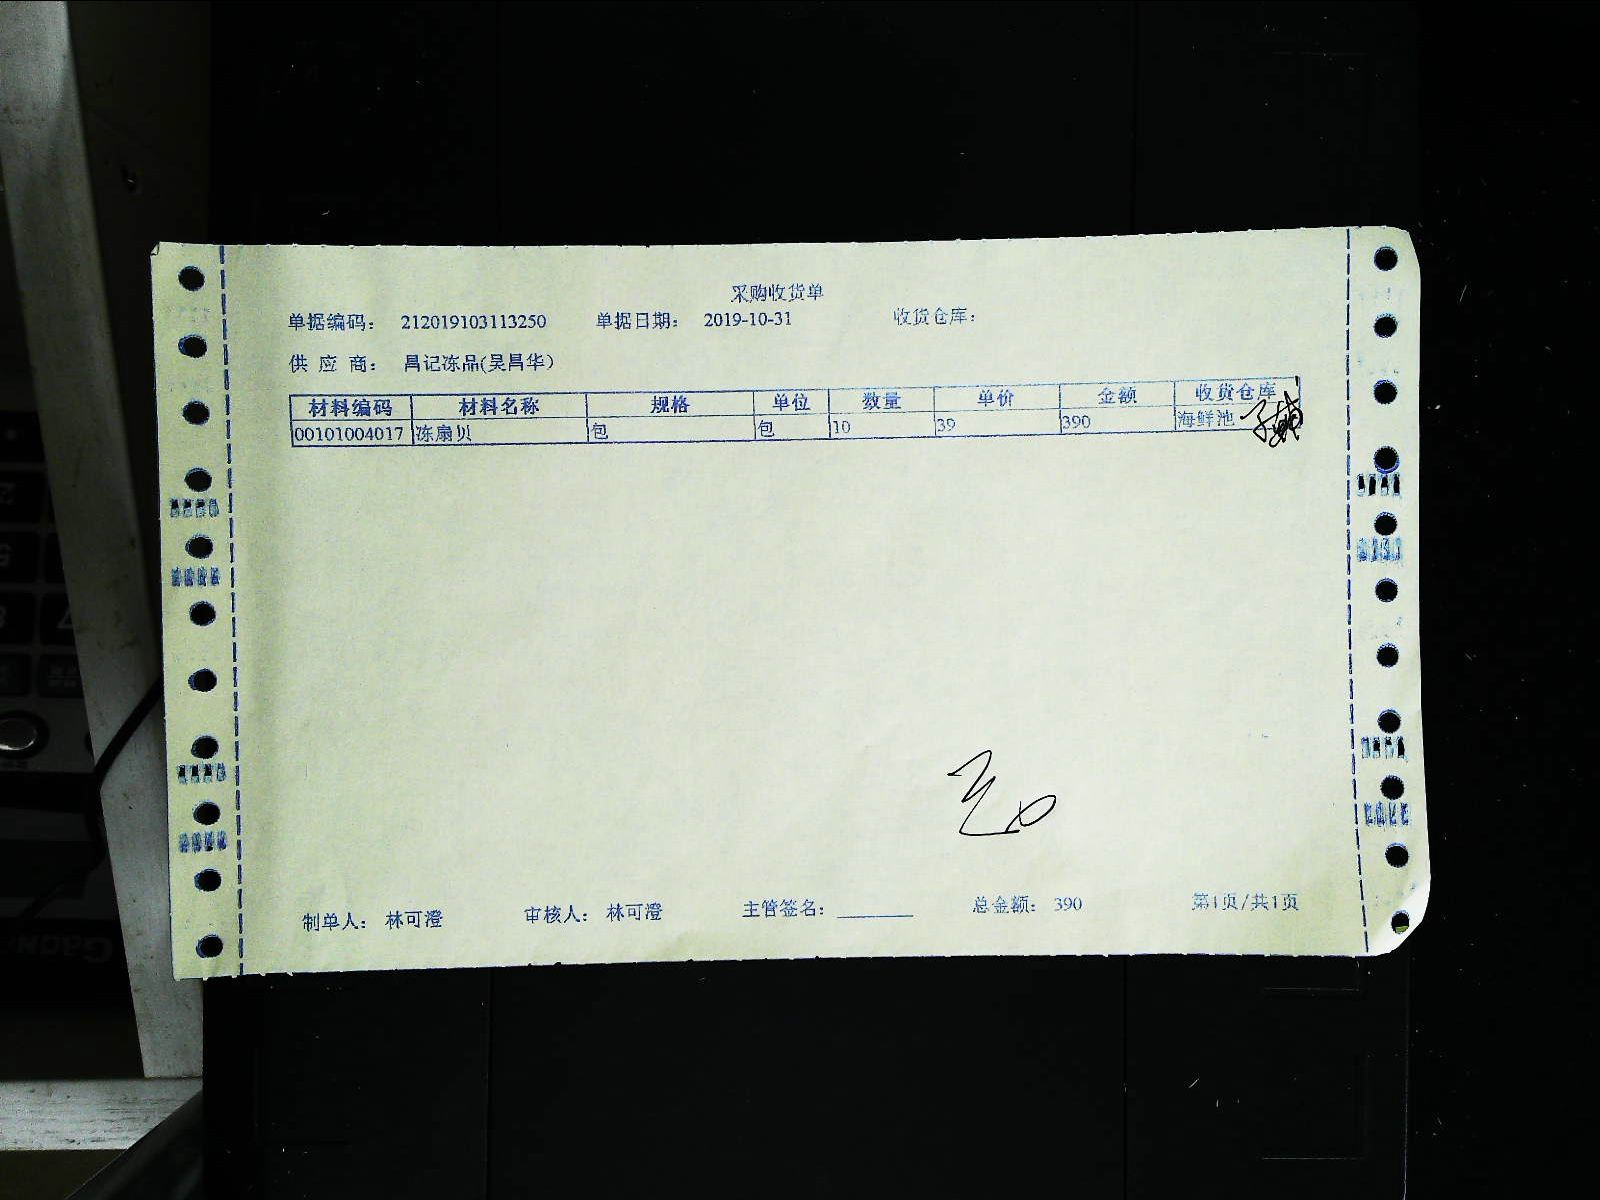 采购收货单
单据编码： 212019103113250 单据日期： 2019-10-31 收货仓库：
供 应 商： 昌记冻品(吴昌华)
材料编码 材料名称 规格 单位 数量 单价 金额 收货仓库
00101004017 冻扇贝 包 包 10 39 390 海鲜池
制单人： 林可澄 审核人： 林可澄 主管签名：________ 总金额： 390 第1页/共1页